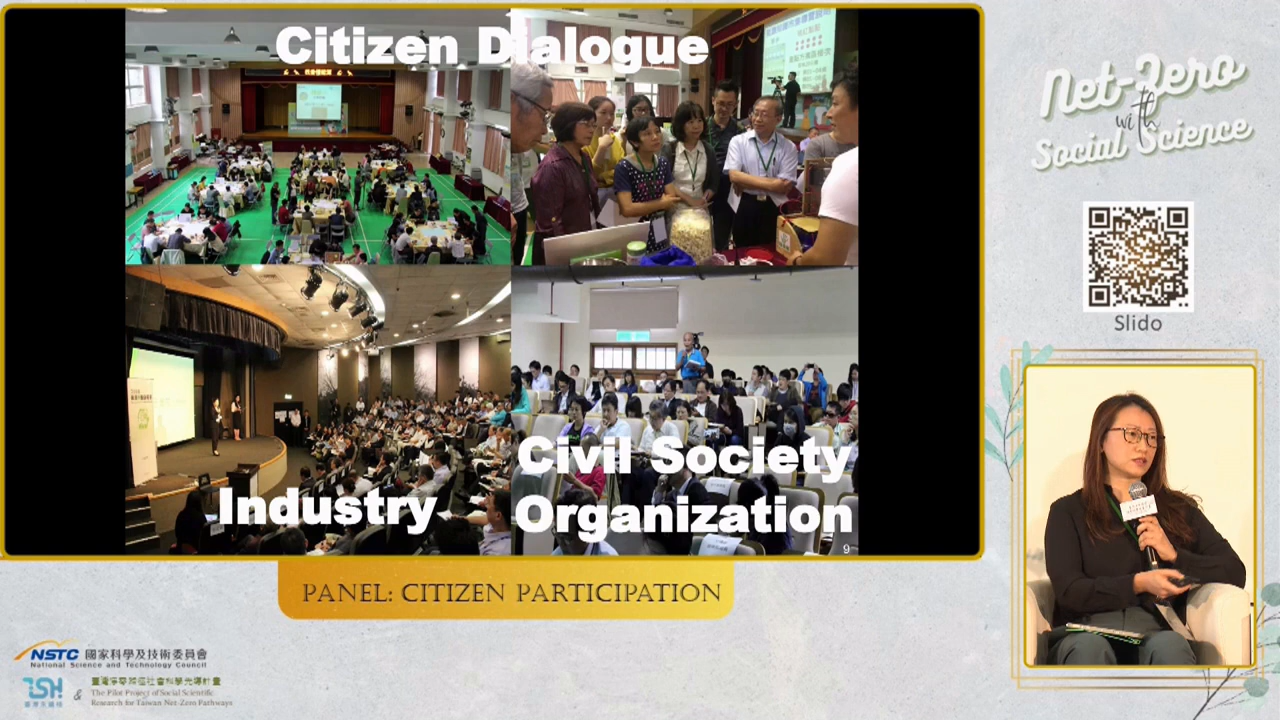 Citizen Dialogue
Industry
Civil Society
Organization
9
Net-Zero
with
Social Science
Slido
PANEL: CITIZEN PARTICIPATION
NSTC 國家科學及技術委員會
National Science and Technology Council
TSH
臺灣淨零路徑社會科學先導計畫
& The Pilot Project of Social Scientific
Research for Taiwan Net-Zero Pathways